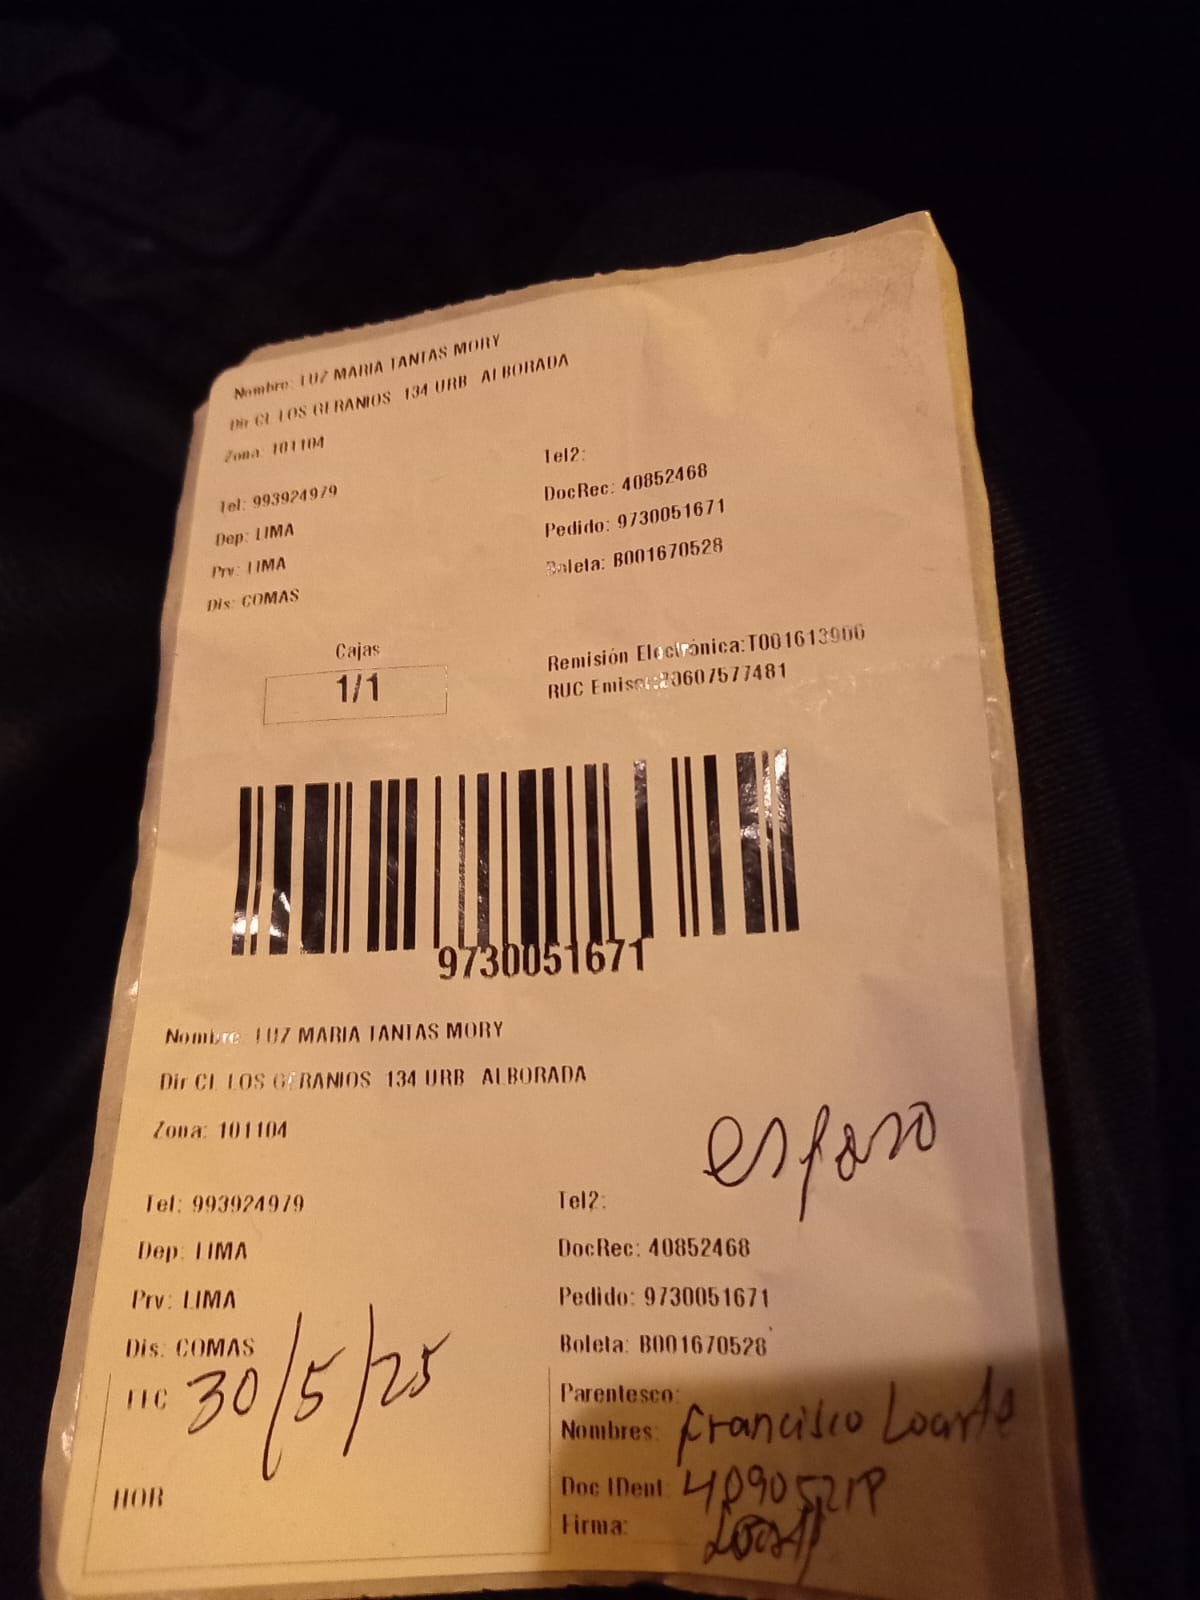 Nombre: LUZ MARIA TANTAS MORY
Dir CL LOS GERANIOS 134 URB ALBORADA
Zona: 101104
Tel: 993924979
Tel2:
Dep: LIMA
DocRec: 40852468
Prv: LIMA
Pedido: 9730051671
Dis: COMAS
Boleta: B001670528
Cajas
1/1
Remisión Electrónica:T001613906
RUC Emisor:20607577481
9730051671
Nombre: LUZ MARIA TANTAS MORY
Dir CL LOS GERANIOS 134 URB ALBORADA
Zona: 101104
esposo
Tel: 993924979
Tel2:
Dep: LIMA
DocRec: 40852468
Prv: LIMA
Pedido: 9730051671
Dis: COMAS
Boleta: B001670528
30/5/25
Parentesco:
Nombres: Francisco Loarte
HOR
Doc IDent:
Firma: